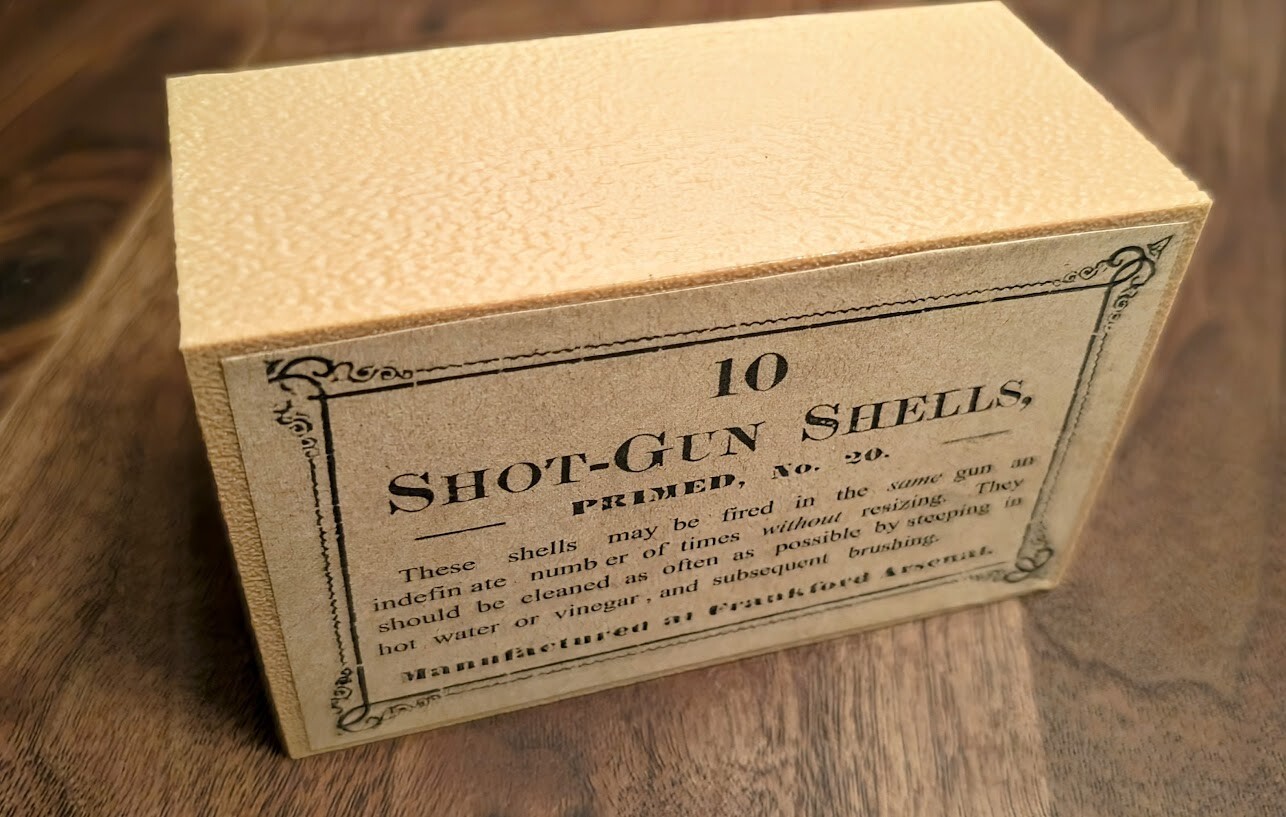 10
SHOT-GUN SHELLS,
PRIMED, No. 20.
These shells may be fired in the same gun an
indefin ate numb er of times without resizing. They
should be cleaned as often as possible by steeping in
hot water or vinegar, and subsequent brushing.
Manufactured at Frankford Arsenal.